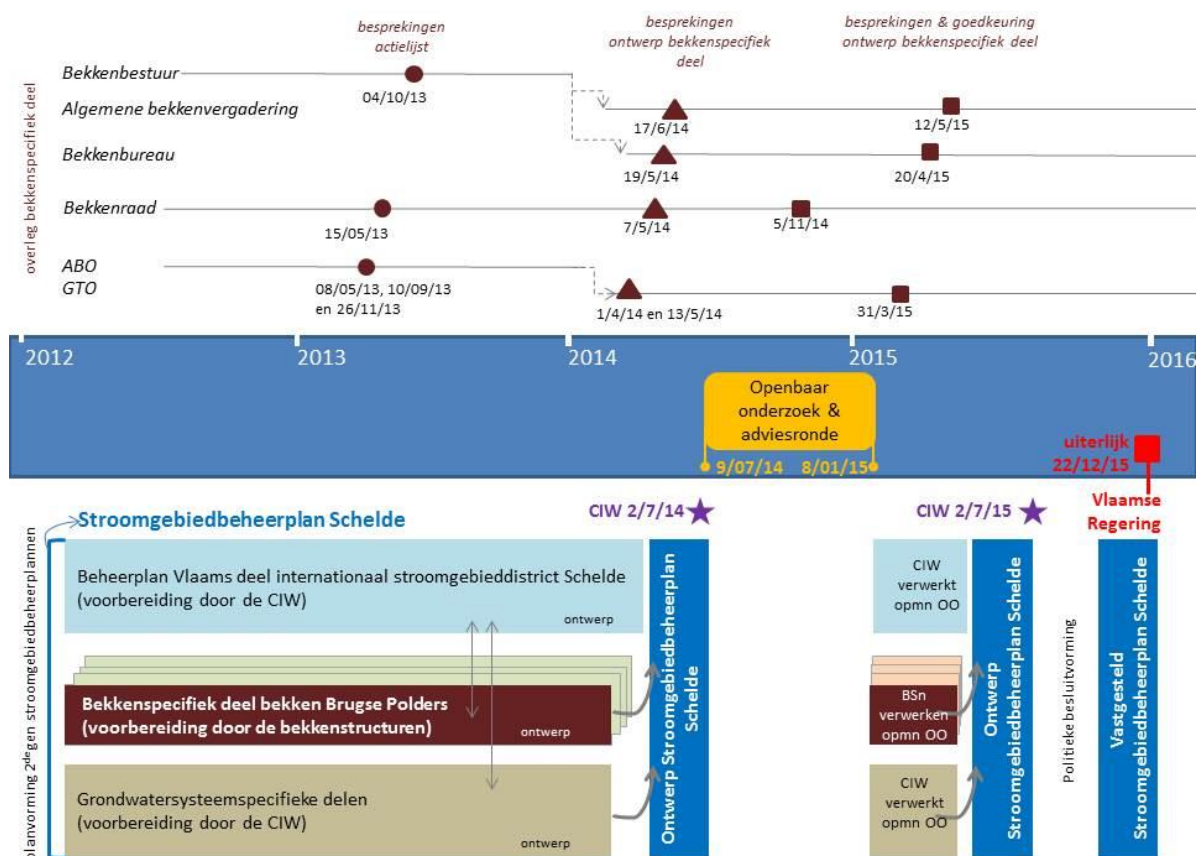 besprekingen
actielijst
besprekingen
ontwerp bekkenspecifiek
deel
besprekingen & goedkeuring
ontwerp bekkenspecifiek deel
overleg bekkenspecifiek deel
Bekkenbestuur
04/10/13
Algemene bekkenvergadering
17/6/14
12/5/15
Bekkenbureau
19/5/14
20/4/15
Bekkenraad
15/05/13
7/5/14
5/11/14
ABO
GTO
08/05/13, 10/09/13
en 26/11/13
1/4/14 en 13/5/14
31/3/15
2012
2013
2014
2015
2016
Openbaar
onderzoek &
adviesronde
9/07/14
8/01/15
uiterlijk
22/12/15
Vlaamse
Regering
planvorming 2de gen stroomgebiedbeheerplannen
Stroomgebiedbeheerplan Schelde
CIW 2/7/14
CIW 2/7/15
Beheerplan Vlaams deel internationaal stroomgebieddistrict Schelde
(voorbereiding door de CIW)
ontwerp
Bekkenspecifiek deel bekken Brugse Polders
(voorbereiding door de bekkenstructuren)
ontwerp
Grondwatersysteemspecifieke delen
(voorbereiding door de CIW)
ontwerp
Ontwerp Stroomgebiedbeheerplan
Schelde
CIW
verwerkt
opmn OO
BSn
verwerken
opmn OO
CIW
verwerkt
opmn OO
Ontwerp
Stroomgebiedbeheerplan Schelde
Politieke besluitvorming
Vastgesteld
Stroomgebiedbeheerplan Schelde